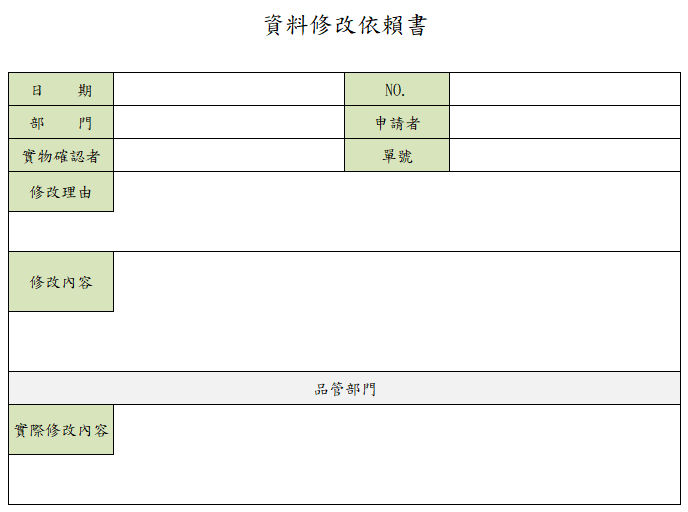 資料修改依賴書
日 期 NO.
部 門 申請者
實物確認者 單號
修改理由
修改內容
品管部門
實際修改內容